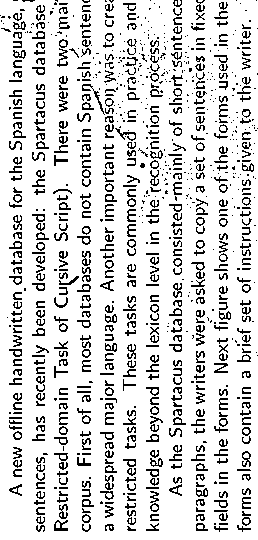 A new offline handwritten database for the Spanish language,
sentences, has recently been developed: the Spartacus database
Restricted-domain Task of Cursive Script). There were two
corpus. First of all, most databases do not contain Spanish
a widespread major language. Another important reason was to
restricted tasks. These tasks are commonly used in practice and
knowledge beyond the lexicon level in the recognition process.
As the Spartacus database consisted mainly of short sentence
paragraphs, the writers were asked to copy a set of sentences in fixed
fields in the forms. Next figure shows one of the forms used in the
forms also contain a brief set of instructions given to the writer.